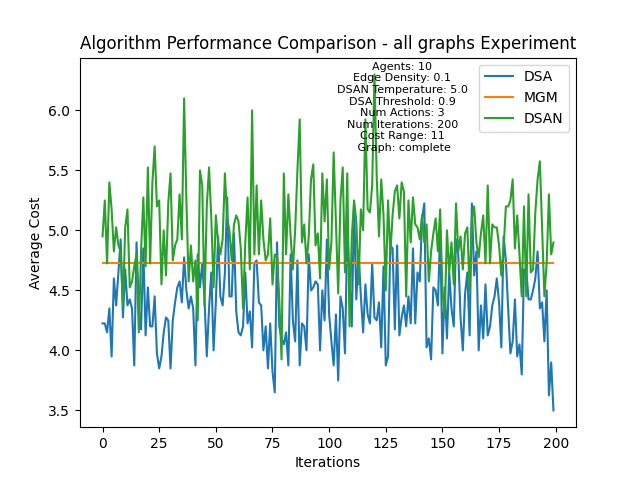 Algorithm Performance Comparison - all graphs Experiment
Agents: 10
Edge Density: 0.1
DSAN Temperature: 5.0
DSA Threshold: 0.9
Num Actions: 3
Num Iterations: 200
Cost Range: 11
Graph: complete
DSA
MGM
DSAN
Average Cost
6.0
5.5
5.0
4.5
4.0
3.5
0 25 50 75 100 125 150 175 200
Iterations